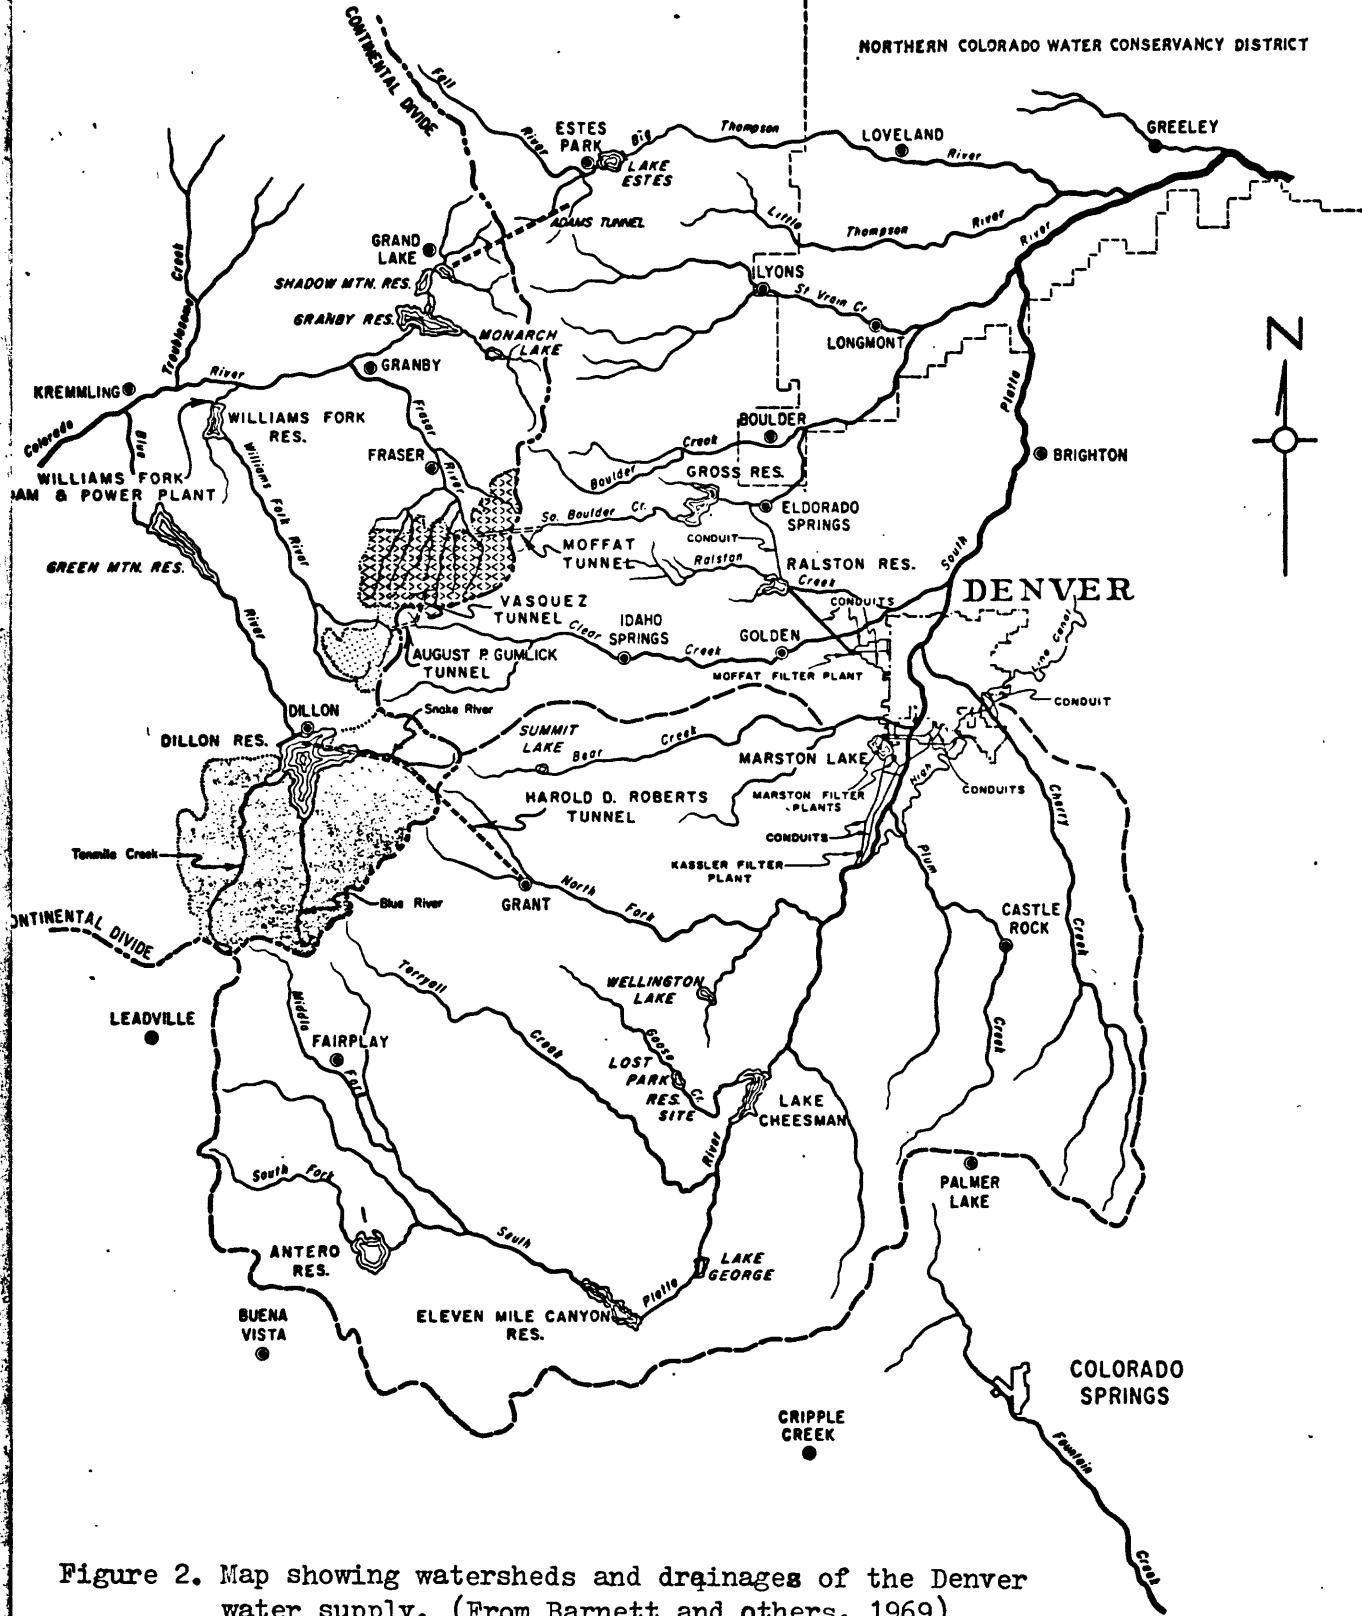 NORTHERN COLORADO WATER CONSERVANCY DISTRICT
CONTINENTAL DIVIDE
Fall
River
ESTES
PARK
Big
Thompson
LOVELAND
River
GREELEY
LAKE
ESTES
ADAMS TUNNEL
Little
Thompson
River
River
GRAND
LAKE
SHADOW MTN. RES.
GRANBY RES.
MONARCH
LAKE
LYONS
St Vrain Cr
LONGMONT
Troublesome
Creek
KREMMLING
River
GRANBY
Colorado
Blue
WILLIAMS FORK
RES.
Fraser
River
FRASER
BOULDER
Boulder
Creek
GROSS RES.
Platte
BRIGHTON
WILLIAMS FORK
AM & POWER PLANT
Williams Fork River
So. Boulder Cr.
ELDORADO
SPRINGS
CONDUIT
GREEN MTN. RES.
MOFFAT
TUNNEL
Ralston
RALSTON RES.
Creek
South
DENVER
N
CONDUITS
VASQUEZ
TUNNEL
River
AUGUST P. GUMLICK
TUNNEL
Clear
IDAHO
SPRINGS
Creek
GOLDEN
MOFFAT FILTER PLANT
Line Canal
CONDUIT
DILLON
Snake River
DILLON RES.
SUMMIT
LAKE
Bear
Creek
MARSTON LAKE
High
HAROLD D. ROBERTS
TUNNEL
MARSTON FILTER
PLANTS
CONDUITS
CONDUITS
Cherry
Tenmile Creek
KASSLER FILTER
PLANT
Plum
Blue River
GRANT
North
Fork
CASTLE
ROCK
Creek
ONTINENTAL DIVIDE
Tarryall
Creek
WELLINGTON
LAKE
LEADVILLE
Middle
FAIRPLAY
Fork
Goose
Cr.
LOST
PARK
RES.
SITE
LAKE
CHEESMAN
Creek
River
South Fork
PALMER
LAKE
ANTERO
RES.
South
Platte
LAKE
GEORGE
BUENA
VISTA
ELEVEN MILE CANYON
RES.
COLORADO
SPRINGS
CRIPPLE
CREEK
Fountain
Creek
Figure 2. Map showing watersheds and drainages of the Denver
water supply. (From Barnett and others, 1969)